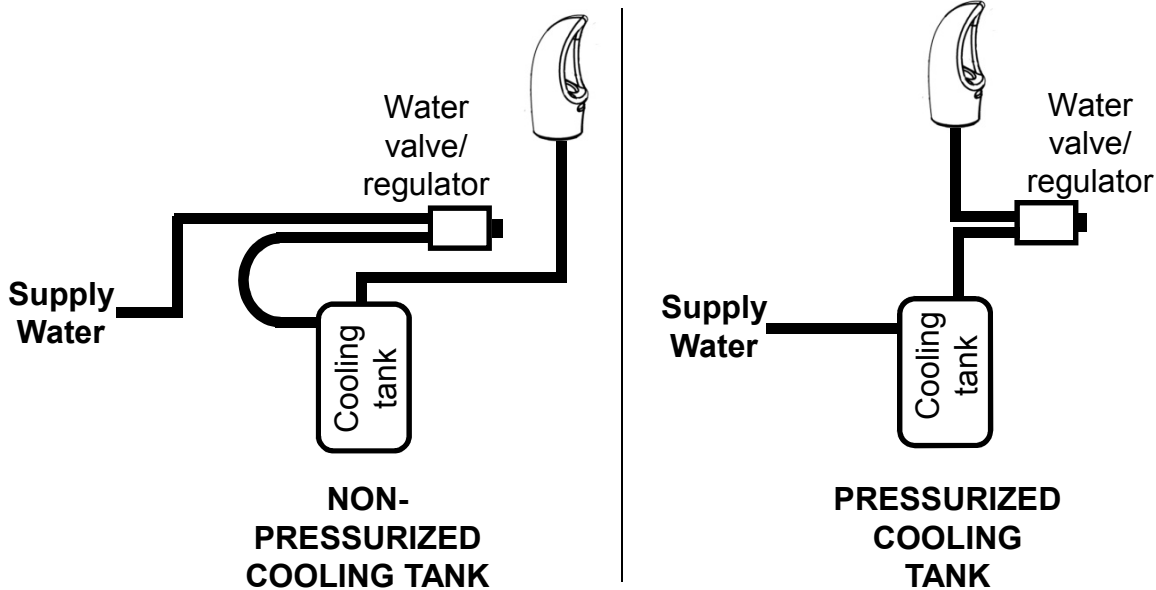 Water
valve/
regulator
Supply
Water
Cooling
tank
NON-
PRESSURIZED
COOLING TANK
Water
valve/
regulator
Supply
Water
Cooling
tank
PRESSURIZED
COOLING
TANK